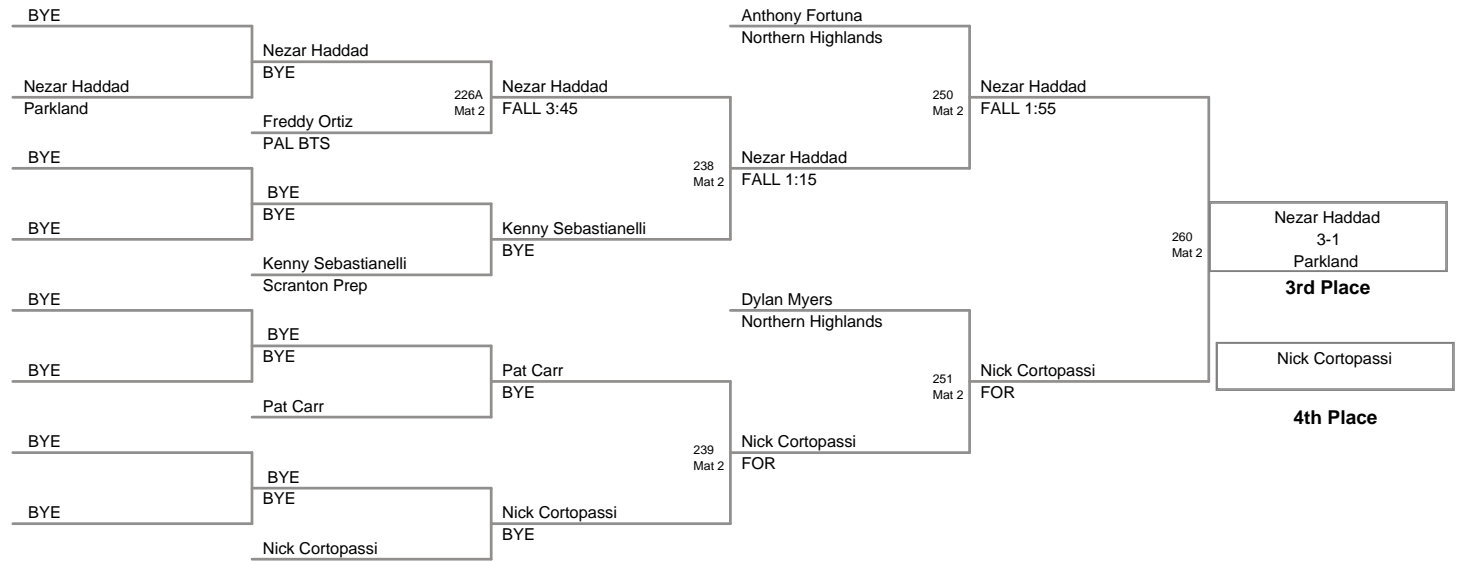 BYE
Anthony Fortuna
Northern Highlands
Nezar Haddad
BYE
Nezar Haddad
Parkland
226A
Mat 2
Nezar Haddad
FALL 3:45
250
Mat 2
Nezar Haddad
FALL 1:55
Freddy Ortiz
PAL BTS
BYE
238
Mat 2
Nezar Haddad
FALL 1:15
BYE
BYE
BYE
Kenny Sebastianelli
BYE
260
Mat 2
Nezar Haddad
3-1
Parkland
3rd Place
Kenny Sebastianelli
Scranton Prep
BYE
Dylan Myers
Northern Highlands
BYE
BYE
BYE
Pat Carr
BYE
251
Mat 2
Nick Cortopassi
FOR
Nick Cortopassi
4th Place
Pat Carr
BYE
239
Mat 2
Nick Cortopassi
FOR
BYE
BYE
BYE
Nick Cortopassi
BYE
Nick Cortopassi